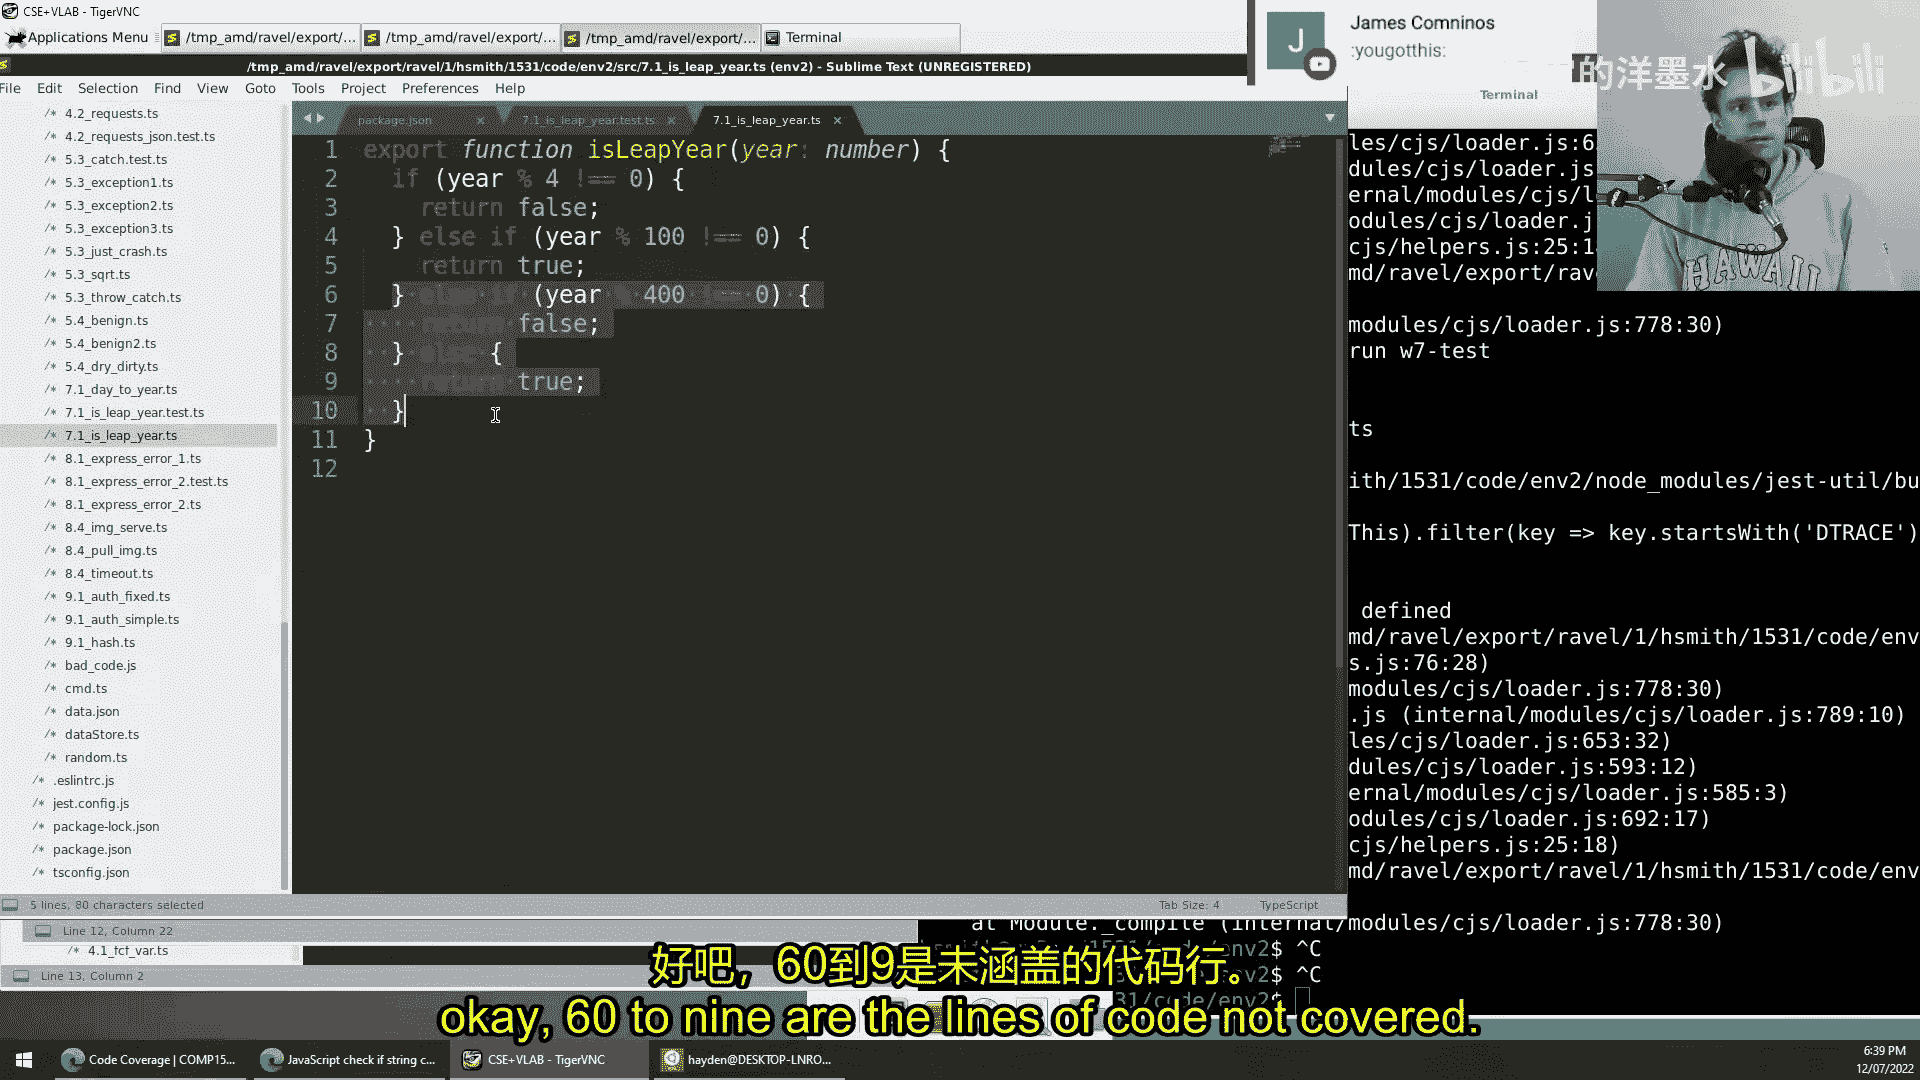 CSE+VLAB - TigerVNC
Applications Menu
/tmp_amd/ravel/export/...
/tmp_amd/ravel/export/...
/tmp_amd/ravel/export/...
Terminal
/tmp_amd/ravel/export/ravel/1/hsmith/1531/code/env2/src/7.1_is_leap_year.ts (env2) - Sublime Text (UNREGISTERED)
File Edit Selection Find View Goto Tools Project Preferences Help
James Comninos
:yougotthis:
J
的洋墨水 bilibili
Terminal
/* 4.2_requests.ts
/* 4.2_requests_json.test.ts
/* 5.3_catch.test.ts
/* 5.3_exception1.ts
/* 5.3_exception2.ts
/* 5.3_exception3.ts
/* 5.3_just_crash.ts
/* 5.3_sqrt.ts
/* 5.3_throw_catch.ts
/* 5.4_benign.ts
/* 5.4_benign2.ts
/* 5.4_dry_dirty.ts
/* 7.1_day_to_year.ts
/* 7.1_is_leap_year.test.ts
/* 7.1_is_leap_year.ts
/* 8.1_express_error_1.ts
/* 8.1_express_error_2.test.ts
/* 8.1_express_error_2.ts
/* 8.4_img_serve.ts
/* 8.4_pull_img.ts
/* 8.4_timeout.ts
/* 9.1_auth_fixed.ts
/* 9.1_auth_simple.ts
/* 9.1_hash.ts
/* bad_code.js
/* cmd.ts
/* data.json
/* dataStore.ts
/* random.ts
/* .eslintrc.js
/* jest.config.js
/* package-lock.json
/* package.json
/* tsconfig.json
package.json
7.1_is_leap_year.test.ts
7.1_is_leap_year.ts
1 export function isLeapYear(year: number) {
2 if (year % 4 !== 0) {
3 return false;
4 } else if (year % 100 !== 0) {
5 return true;
6 } else if (year % 400 !== 0) {
7 return false;
8 } else {
9 return true;
10 }
11 }
12
les/cjs/loader.js:6
dules/cjs/loader.js
ernal/modules/cjs/l
odules/cjs/loader.j
cjs/helpers.js:25:1
md/ravel/export/rav
modules/cjs/loader.js:778:30)
run w7-test
ts
ith/1531/code/env2/node_modules/jest-util/bu
This).filter(key => key.startsWith('DTRACE')
defined
md/ravel/export/ravel/1/hsmith/1531/code/env
s.js:76:28)
modules/cjs/loader.js:778:30)
.js (internal/modules/cjs/loader.js:789:10)
les/cjs/loader.js:653:32)
dules/cjs/loader.js:593:12)
ernal/modules/cjs/loader.js:585:3)
odules/cjs/loader.js:692:17)
cjs/helpers.js:25:18)
md/ravel/export/ravel/1/hsmith/1531/code/env
at Module._compile (internal/modules/cjs/loader.js:778:30)
env2$ ^C
env2$ ^C
31/code/env2$
HAWAII
5 lines, 80 characters selected
Tab Size: 4
TypeScript
Line 12, Column 22
/* 4.1_fcf_var.ts
Line 13, Column 2
好吧，60到9是未涵盖的代码行。
okay, 60 to nine are the lines of code not covered.
Code Coverage | COMP15...
JavaScript check if string c...
CSE+VLAB - TigerVNC
hayden@DESKTOP-LNRO...
6:39 PM
12/07/2022